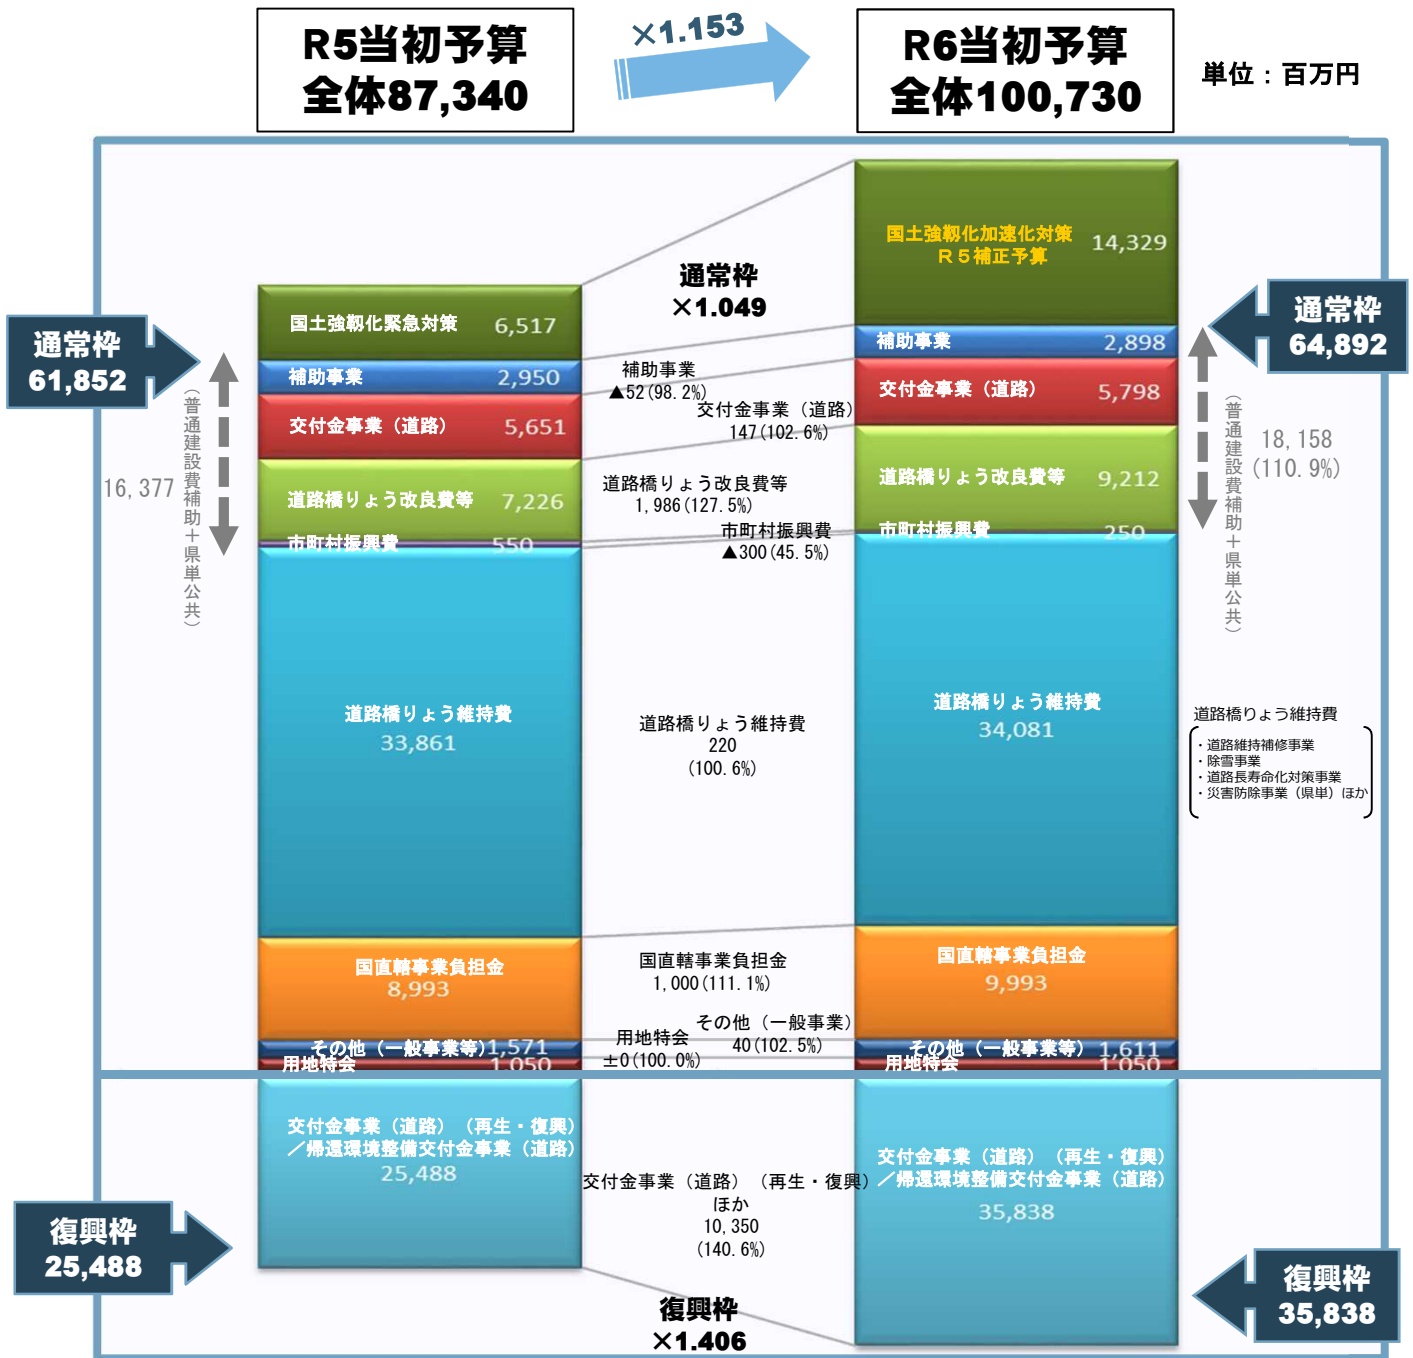 R5当初予算
全体87,340
×1.153
R6当初予算
全体100,730
単位：百万円
通常枠
61,852
16,377
（普通建設費補助＋県単公共）
国土強靱化緊急対策 6,517
補助事業 2,950
交付金事業（道路） 5,651
道路橋りょう改良費等 7,226
市町村振興費 550
道路橋りょう維持費
33,861
国直轄事業負担金
8,993
その他（一般事業等）1,571
用地特会 1,050
交付金事業（道路）（再生・復興）
／帰還環境整備交付金事業（道路）
25,488
復興枠
25,488
通常枠
×1.049
補助事業
▲52(98.2%)
交付金事業（道路）
147(102.6%)
道路橋りょう改良費等
1,986(127.5%)
市町村振興費
▲300(45.5%)
道路橋りょう維持費
220
(100.6%)
国直轄事業負担金
1,000(111.1%)
その他（一般事業）
40(102.5%)
用地特会
±0(100.0%)
交付金事業（道路）（再生・復興）
ほか
10,350
(140.6%)
復興枠
×1.406
国土強靱化加速化対策
Ｒ５補正予算
14,329
補助事業 2,898
交付金事業（道路） 5,798
道路橋りょう改良費等 9,212
市町村振興費 250
道路橋りょう維持費
34,081
国直轄事業負担金
9,993
その他（一般事業等） 1,611
用地特会 1,050
交付金事業（道路）（再生・復興）
／帰還環境整備交付金事業（道路）
35,838
通常枠
64,892
18,158
(110.9%)
（普通建設費補助＋県単公共）
道路橋りょう維持費
・道路維持補修事業
・除雪事業
・道路長寿命化対策事業
・災害防除事業（県単）ほか
復興枠
35,838